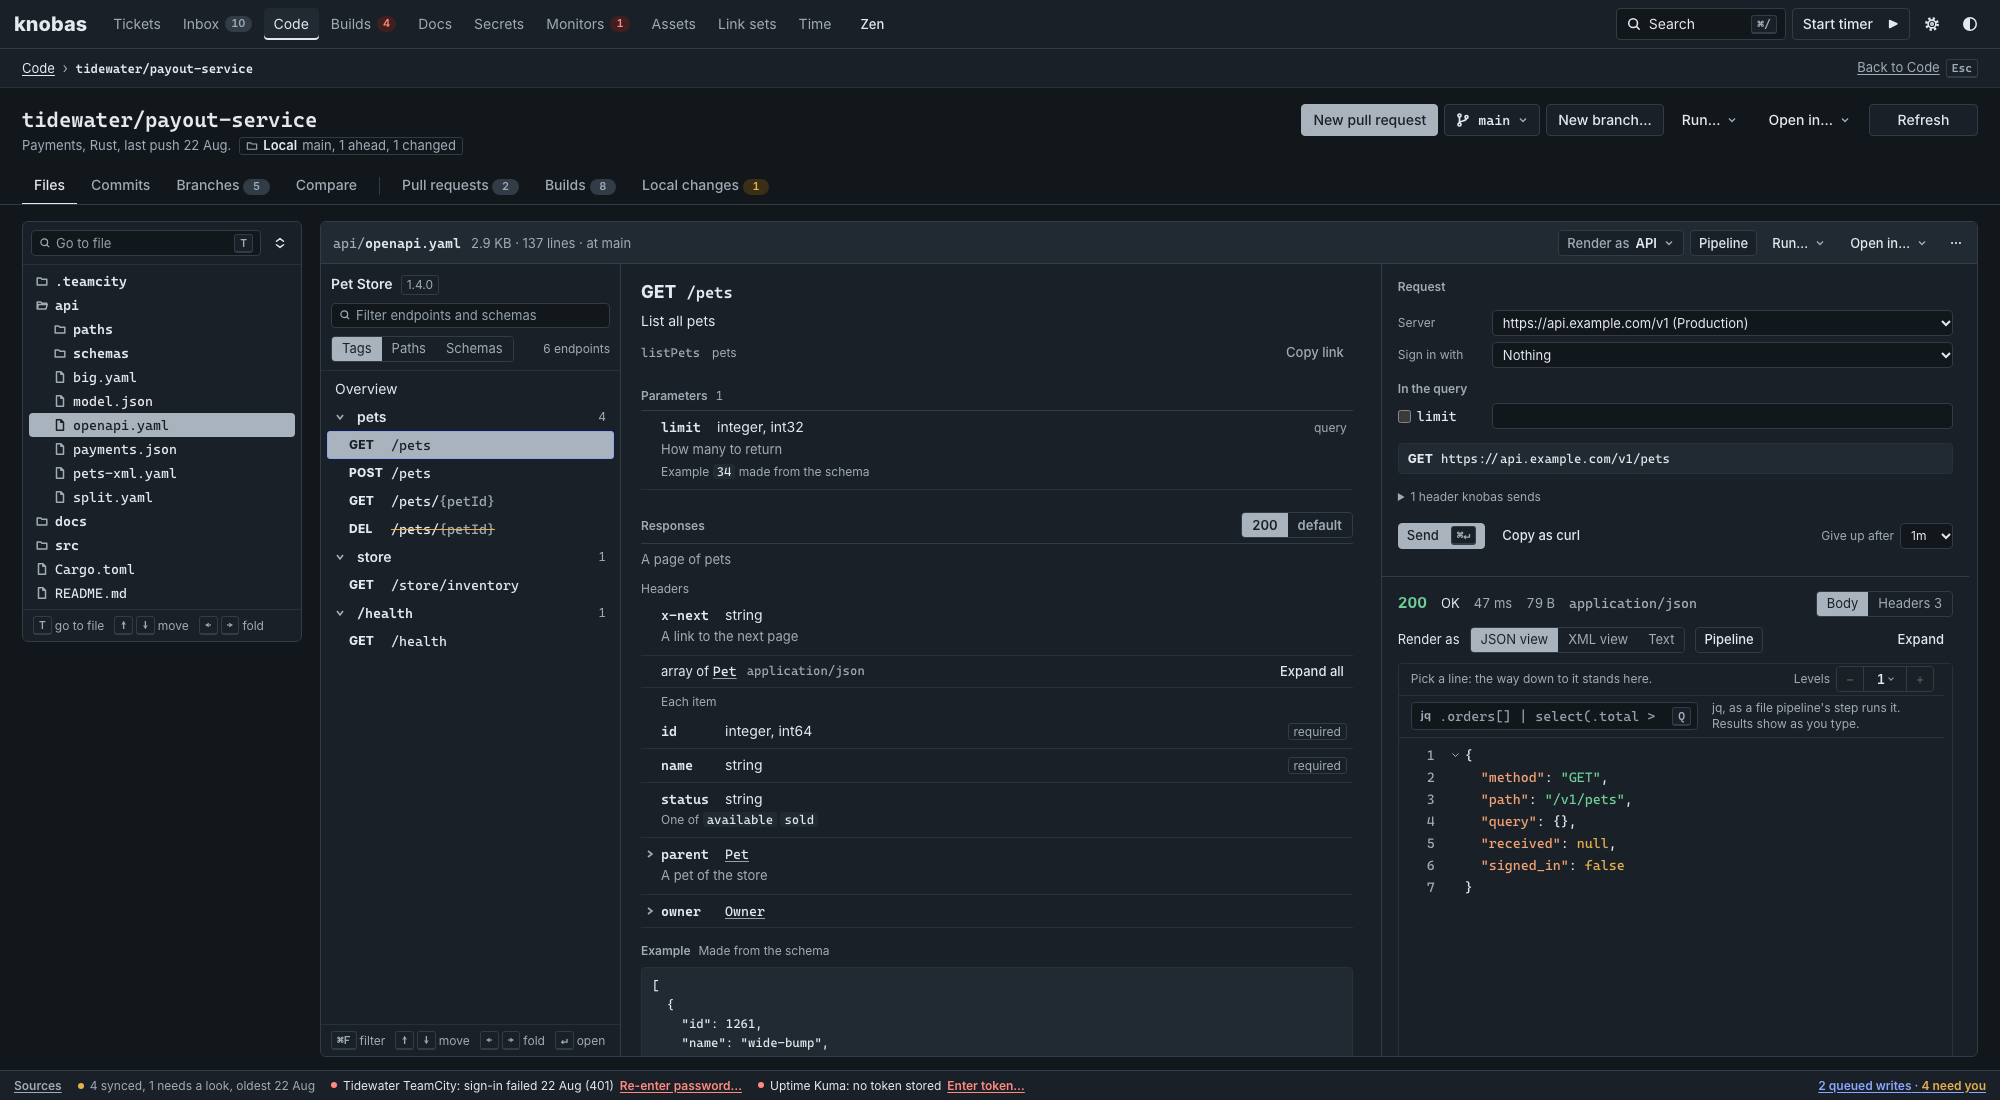 knobas Tickets Inbox 10 Code Builds 4 Docs Secrets Monitors 1 Assets Link sets Time Zen Search ⌘/ Start timer
Code › tidewater/payout-service Back to Code Esc
tidewater/payout-service New pull request main New branch... Run... Open in... Refresh
Payments, Rust, last push 22 Aug. Local main, 1 ahead, 1 changed
Files Commits Branches 5 Compare Pull requests 2 Builds 8 Local changes 1
Go to file T
.teamcity
api
paths
schemas
big.yaml
model.json
openapi.yaml
payments.json
pets-xml.yaml
split.yaml
docs
src
Cargo.toml
README.md
T go to file ↑ ↓ move ← → fold
api/openapi.yaml 2.9 KB · 137 lines · at main Render as API Pipeline Run... Open in... ···
Pet Store 1.4.0
Filter endpoints and schemas
Tags Paths Schemas 6 endpoints
Overview
pets 4
GET /pets
POST /pets
GET /pets/{petId}
DEL /pets/{petId}
store 1
GET /store/inventory
/health 1
GET /health
⌘F filter ↑ ↓ move ← → fold ↵ open
GET /pets
List all pets
listPets pets Copy link
Parameters 1
limit integer, int32 query
How many to return
Example 34 made from the schema
Responses 200 default
A page of pets
Headers
x-next string
A link to the next page
array of Pet application/json Expand all
Each item
id integer, int64 required
name string required
status string
One of available sold
parent Pet
A pet of the store
owner Owner
Example Made from the schema
[
{
"id": 1261,
"name": "wide-bump",
Request
Server https://api.example.com/v1 (Production)
Sign in with Nothing
In the query
limit
GET https://api.example.com/v1/pets
1 header knobas sends
Send ⌘↵ Copy as curl Give up after 1m
200 OK 47 ms 79 B application/json Body Headers 3
Render as JSON view XML view Text Pipeline Expand
Pick a line: the way down to it stands here. Levels − 1 +
jq .orders[] | select(.total > Q jq, as a file pipeline's step runs it.
Results show as you type.
1 {
2 "method": "GET",
3 "path": "/v1/pets",
4 "query": {},
5 "received": null,
6 "signed_in": false
7 }
Sources 4 synced, 1 needs a look, oldest 22 Aug Tidewater TeamCity: sign-in failed 22 Aug (401) Re-enter password... Uptime Kuma: no token stored Enter token... 2 queued writes · 4 need you